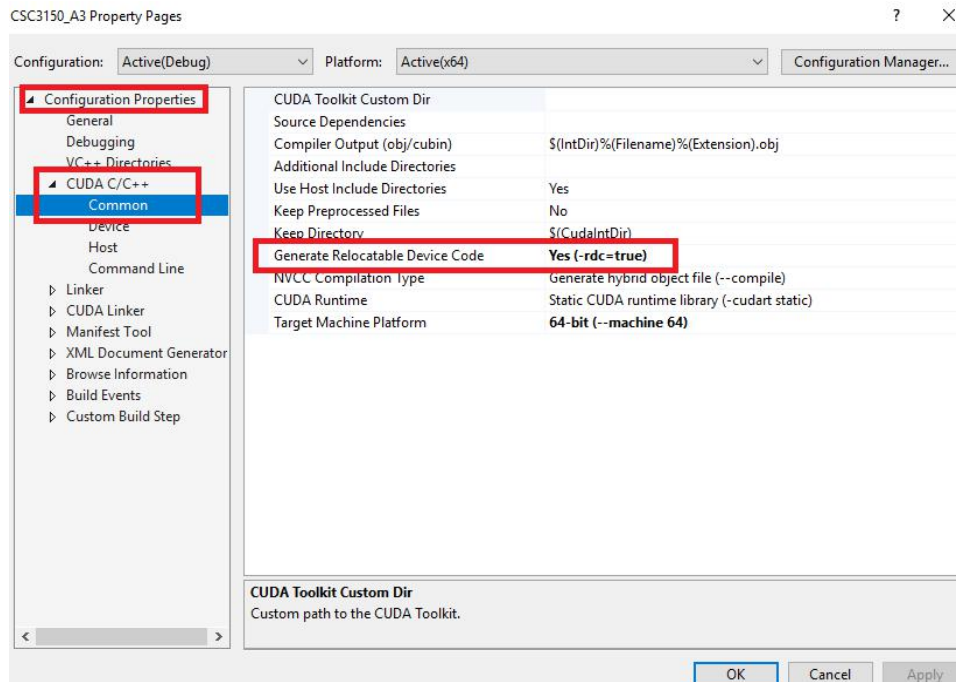 CSC3150_A3 Property Pages
?
Configuration: Active(Debug) Platform: Active(x64) Configuration Manager...
Configuration Properties
General
Debugging
VC++ Directories
CUDA C/C++
Common
Device
Host
Command Line
Linker
CUDA Linker
Manifest Tool
XML Document Generator
Browse Information
Build Events
Custom Build Step
CUDA Toolkit Custom Dir
Source Dependencies
Compiler Output (obj/cubin) $(IntDir)%(Filename)%(Extension).obj
Additional Include Directories
Use Host Include Directories Yes
Keep Preprocessed Files No
Keep Directory $(CudaIntDir)
Generate Relocatable Device Code Yes (-rdc=true)
NVCC Compilation Type Generate hybrid object file (--compile)
CUDA Runtime Static CUDA runtime library (-cudart static)
Target Machine Platform 64-bit (--machine 64)
CUDA Toolkit Custom Dir
Custom path to the CUDA Toolkit.
OK Cancel Apply